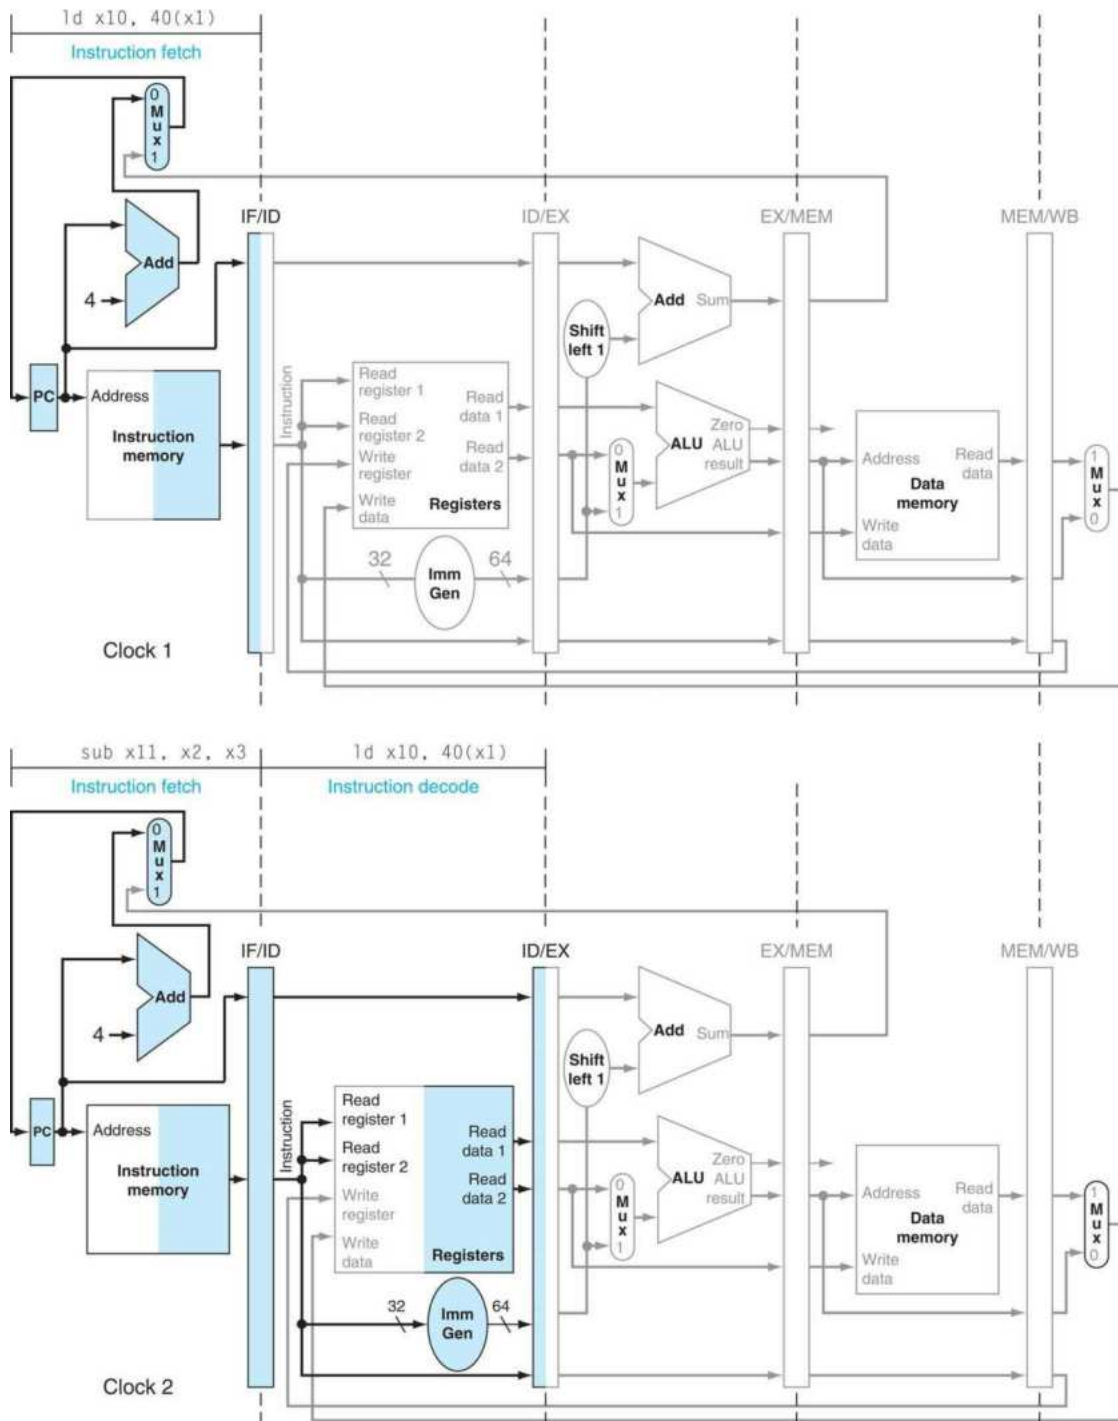 ld x10, 40(x1)
Instruction fetch
0
M
u
x
1
IF/ID
ID/EX
EX/MEM
MEM/WB
Add
4
Add Sum
Shift
left 1
PC
Address
Instruction
memory
Instruction
Read
register 1
Read
register 2
Write
register
Write
data
Read
data 1
Read
data 2
Registers
0
M
u
x
1
Zero
ALU ALU
result
Address
Read
data
Data
memory
Write
data
1
M
u
x
0
32
Imm
Gen
64
Clock 1
sub x11, x2, x3
ld x10, 40(x1)
Instruction fetch
Instruction decode
0
M
u
x
1
IF/ID
ID/EX
EX/MEM
MEM/WB
Add
4
Add Sum
Shift
left 1
PC
Address
Instruction
memory
Instruction
Read
register 1
Read
register 2
Write
register
Write
data
Read
data 1
Read
data 2
Registers
0
M
u
x
1
Zero
ALU ALU
result
Address
Read
data
Data
memory
Write
data
1
M
u
x
0
32
Imm
Gen
64
Clock 2